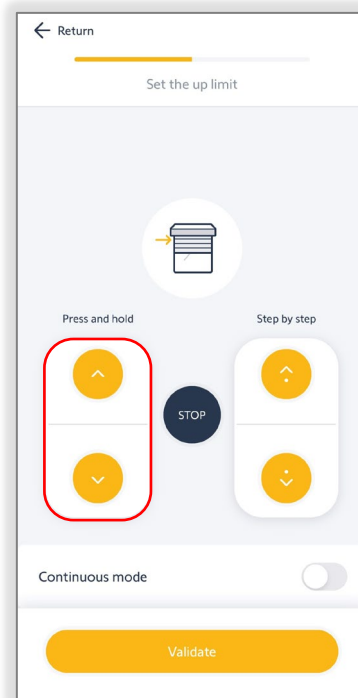 Return
Set the up limit
Press and hold
Step by step
STOP
Continuous mode
Validate